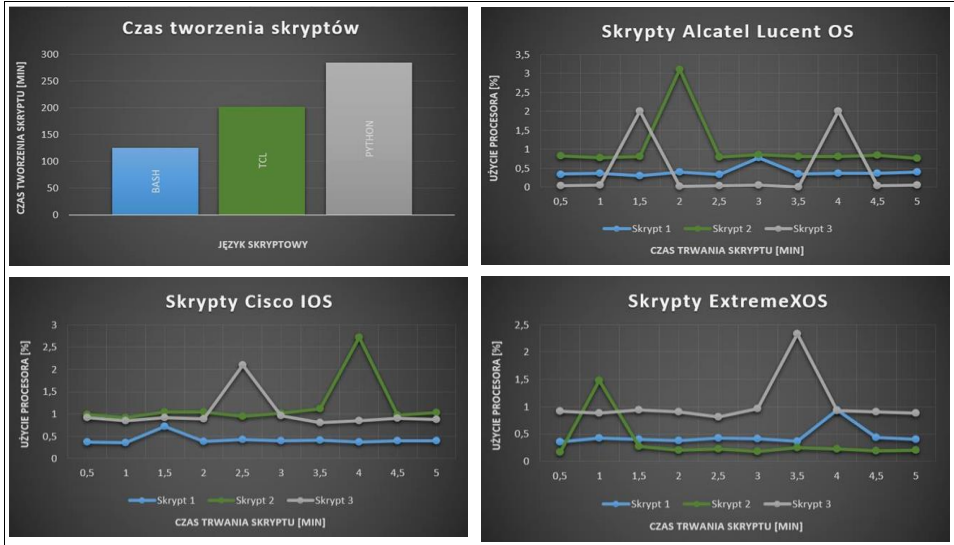 Czas tworzenia skryptów
CZAS TWORZENIA SKRYPTU [MIN]
300
250
200
150
100
50
0
BASH
TCL
PYTHON
JĘZYK SKRYPTOWY
Skrypty Alcatel Lucent OS
UŻYCIE PROCESORA [%]
3,5
3
2,5
2
1,5
1
0,5
0
0,5 1 1,5 2 2,5 3 3,5 4 4,5 5
Skrypt 1 Skrypt 2 Skrypt 3
CZAS TRWANIA SKRYPTU [MIN]
Skrypty Cisco IOS
UŻYCIE PROCESORA [%]
3
2,5
2
1,5
1
0,5
0
0,5 1 1,5 2 2,5 3 3,5 4 4,5 5
Skrypt 1 Skrypt 2 Skrypt 3
CZAS TRWANIA SKRYPTU [MIN]
Skrypty ExtremeXOS
UŻYCIE PROCESORA [%]
2,5
2
1,5
1
0,5
0
0,5 1 1,5 2 2,5 3 3,5 4 4,5 5
Skrypt 1 Skrypt 2 Skrypt 3
CZAS TRWANIA SKRYPTU [MIN]